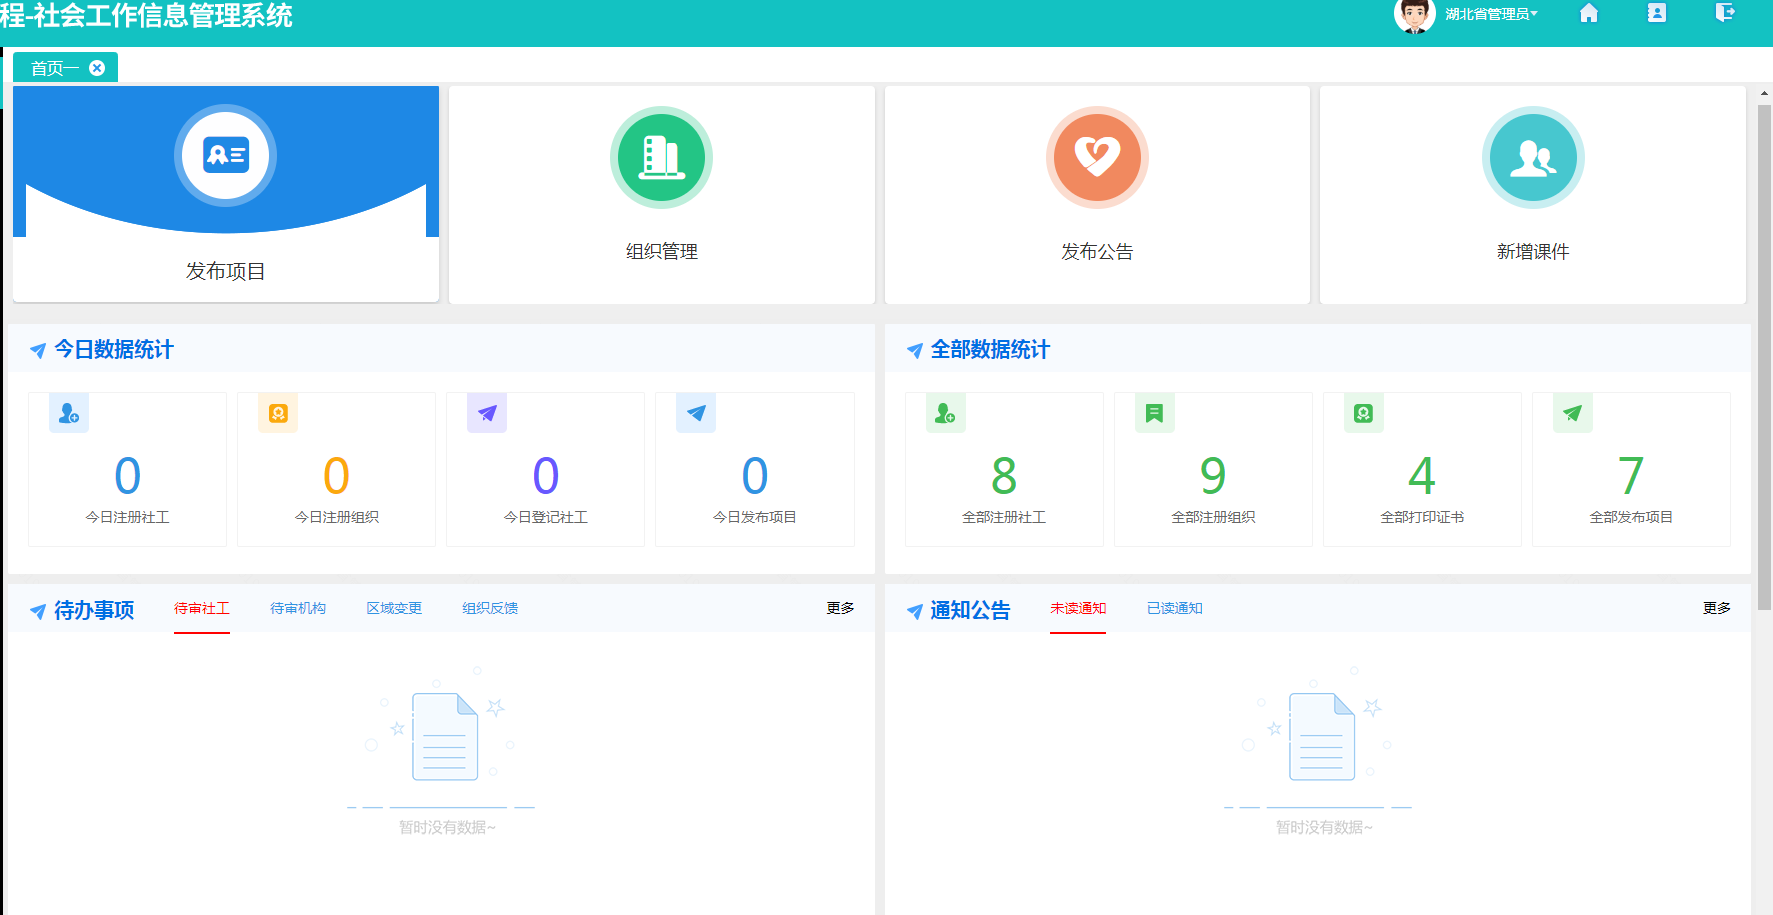 程-社会工作信息管理系统
湖北省管理员
首页一
发布项目
组织管理
发布公告
新增课件
今日数据统计
0
今日注册社工
0
今日注册组织
0
今日登记社工
0
今日发布项目
全部数据统计
8
全部注册社工
9
全部注册组织
4
全部打印证书
7
全部发布项目
待办事项 待审社工 待审机构 区域变更 组织反馈 更多
暂时没有数据~
通知公告 未读通知 已读通知 更多
暂时没有数据~